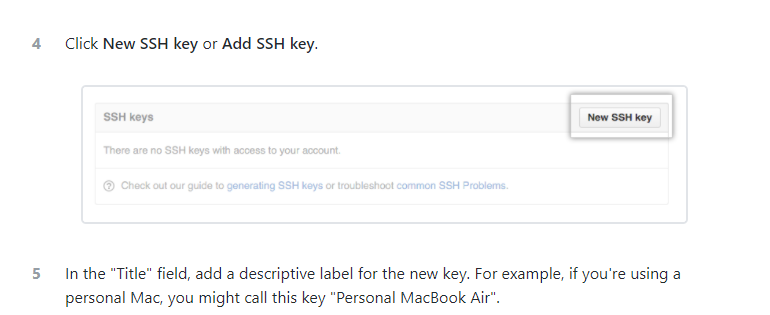 4 Click New SSH key or Add SSH key.
SSH keys New SSH key
There are no SSH keys with access to your account.
? Check out our guide to generating SSH keys or troubleshoot common SSH Problems.
5 In the "Title" field, add a descriptive label for the new key. For example, if you're using a
personal Mac, you might call this key "Personal MacBook Air".